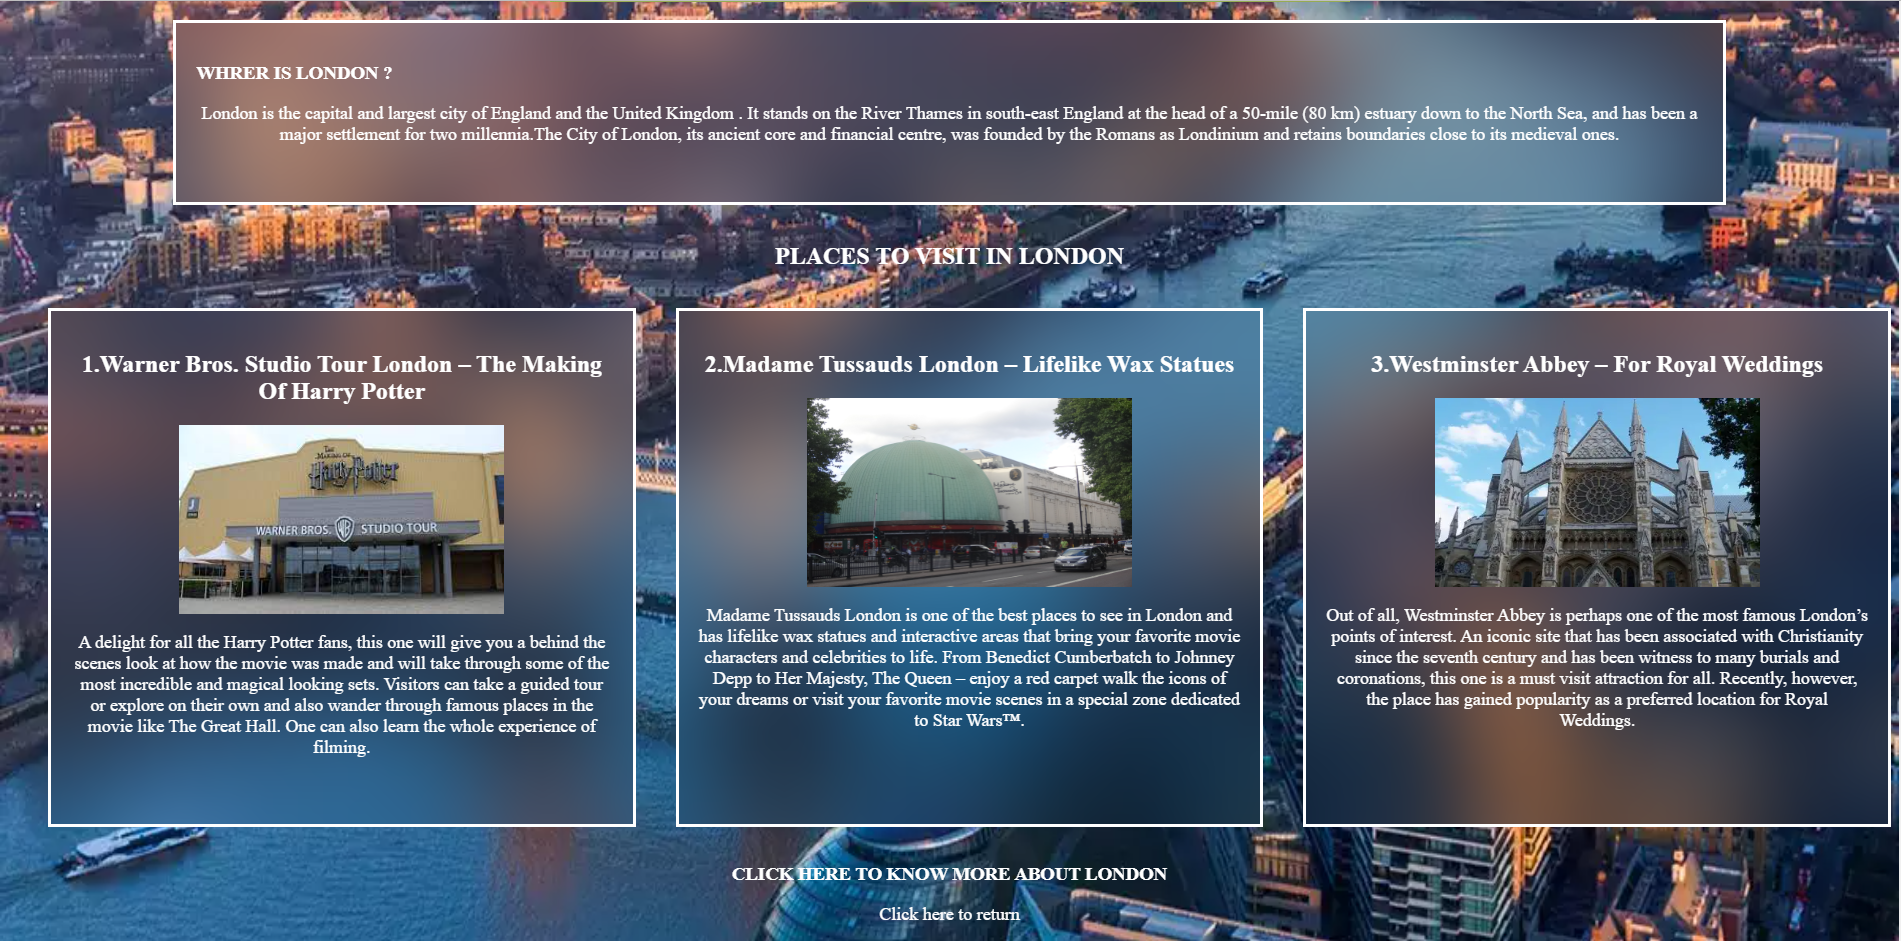 WHRER IS LONDON ?
London is the capital and largest city of England and the United Kingdom . It stands on the River Thames in south-east England at the head of a 50-mile (80 km) estuary down to the North Sea, and has been a
major settlement for two millennia.The City of London, its ancient core and financial centre, was founded by the Romans as Londinium and retains boundaries close to its medieval ones.
PLACES TO VISIT IN LONDON
1.Warner Bros. Studio Tour London – The Making
Of Harry Potter
THE
MAKING OF
Harry Potter
WARNER BROS. WB STUDIO TOUR
J
A delight for all the Harry Potter fans, this one will give you a behind the
scenes look at how the movie was made and will take through some of the
most incredible and magical looking sets. Visitors can take a guided tour
or explore on their own and also wander through famous places in the
movie like The Great Hall. One can also learn the whole experience of
filming.
2.Madame Tussauds London – Lifelike Wax Statues
Madame Tussauds London is one of the best places to see in London and
has lifelike wax statues and interactive areas that bring your favorite movie
characters and celebrities to life. From Benedict Cumberbatch to Johnney
Depp to Her Majesty, The Queen – enjoy a red carpet walk the icons of
your dreams or visit your favorite movie scenes in a special zone dedicated
to Star Wars™.
3.Westminster Abbey – For Royal Weddings
Out of all, Westminster Abbey is perhaps one of the most famous London’s
points of interest. An iconic site that has been associated with Christianity
since the seventh century and has been witness to many burials and
coronations, this one is a must visit attraction for all. Recently, however,
the place has gained popularity as a preferred location for Royal
Weddings.
CLICK HERE TO KNOW MORE ABOUT LONDON
Click here to return